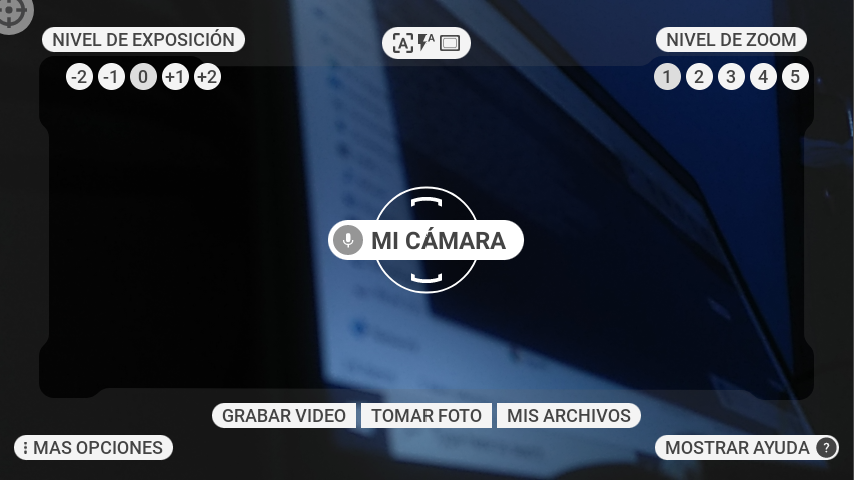 NIVEL DE EXPOSICIÓN
A A
NIVEL DE ZOOM
-2 -1 0 +1 +2
1 2 3 4 5
MI CÁMARA
GRABAR VIDEO TOMAR FOTO MIS ARCHIVOS
MAS OPCIONES
MOSTRAR AYUDA ?